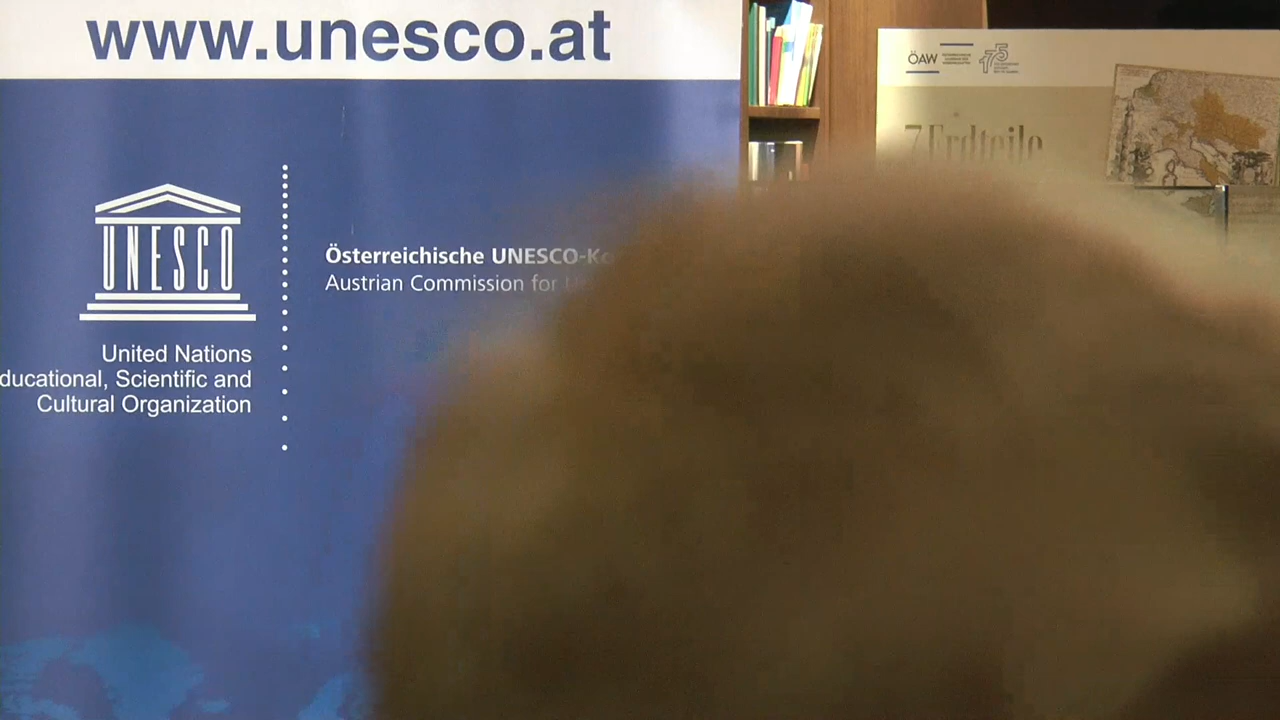 www.unesco.at
UNESCO
Österreichische UNESCO-Ko
Austrian Commission for
United Nations
ducational, Scientific and
Cultural Organization
ÖAW
175
7 Erdteile